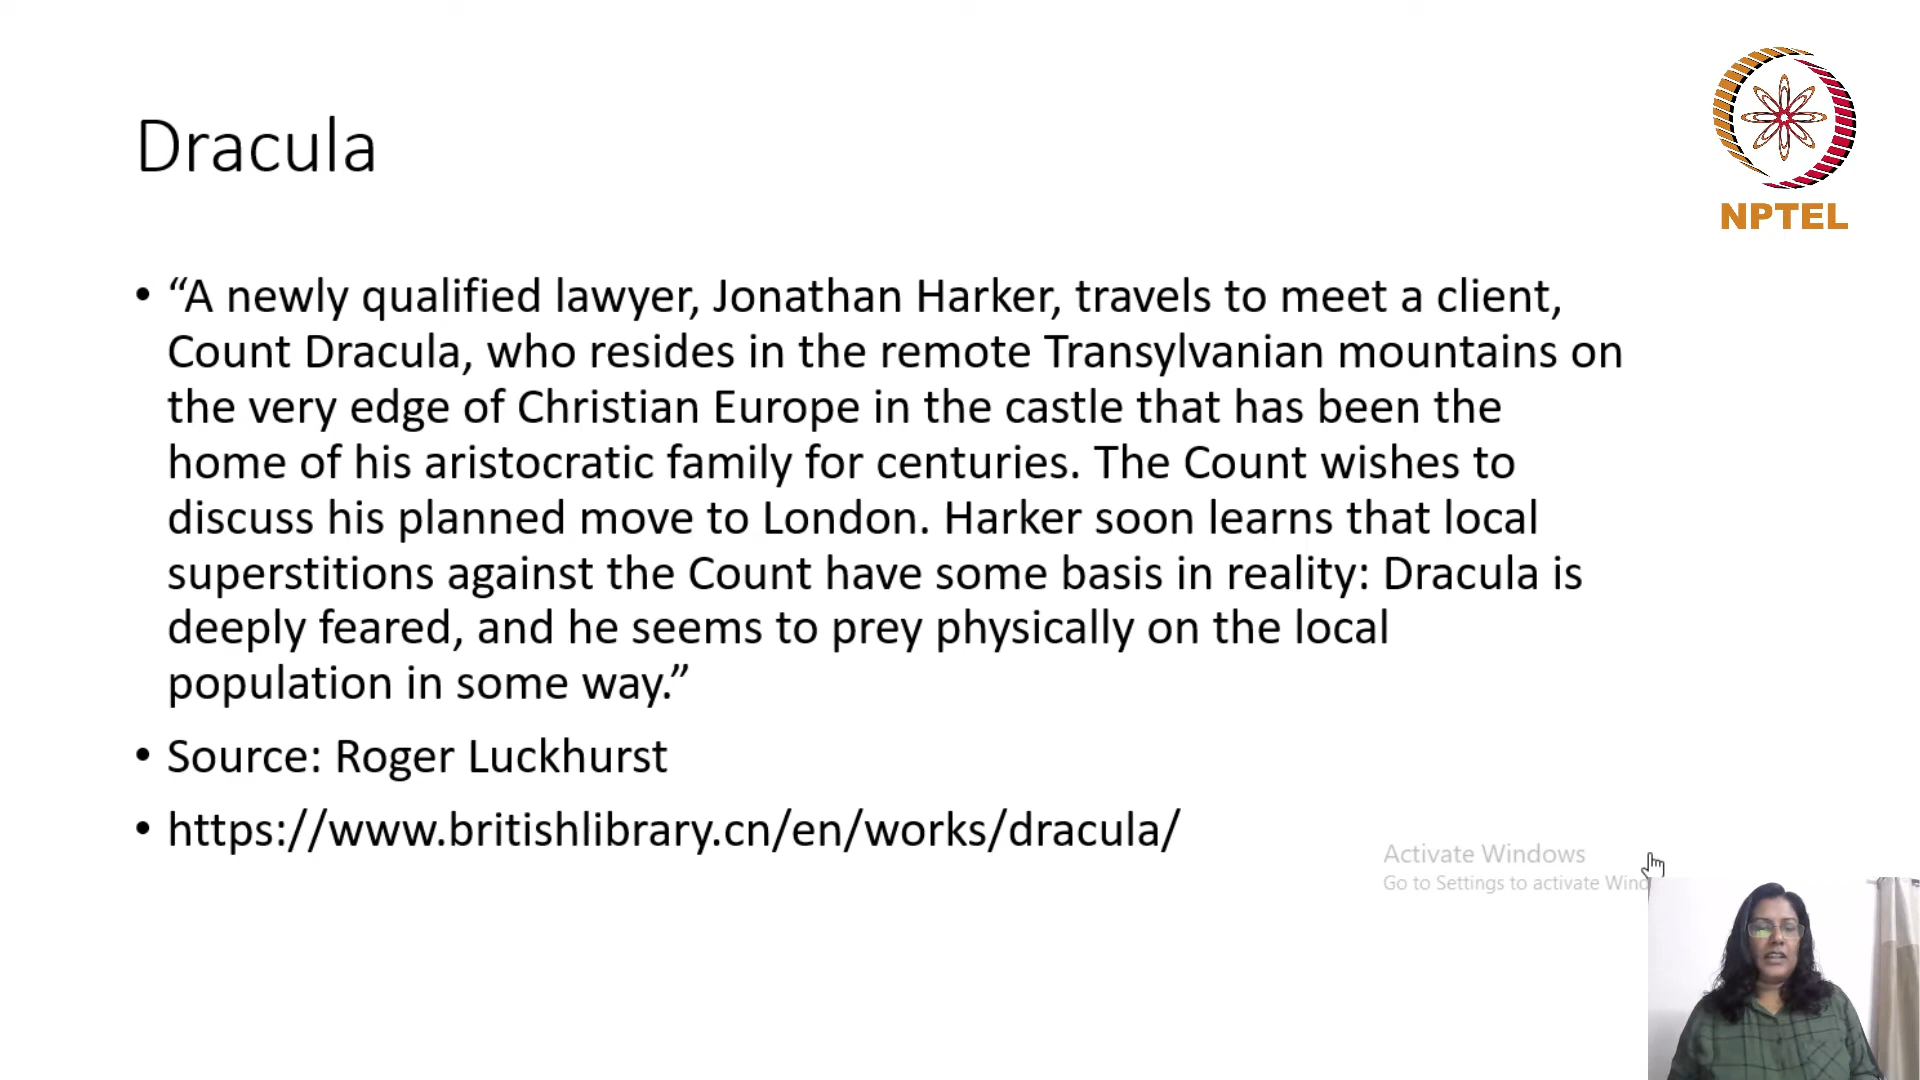 Dracula
NPTEL
• “A newly qualified lawyer, Jonathan Harker, travels to meet a client,
Count Dracula, who resides in the remote Transylvanian mountains on
the very edge of Christian Europe in the castle that has been the
home of his aristocratic family for centuries. The Count wishes to
discuss his planned move to London. Harker soon learns that local
superstitions against the Count have some basis in reality: Dracula is
deeply feared, and he seems to prey physically on the local
population in some way.”
• Source: Roger Luckhurst
• https://www.britishlibrary.cn/en/works/dracula/
Activate Windows
Go to Settings to activate Wind